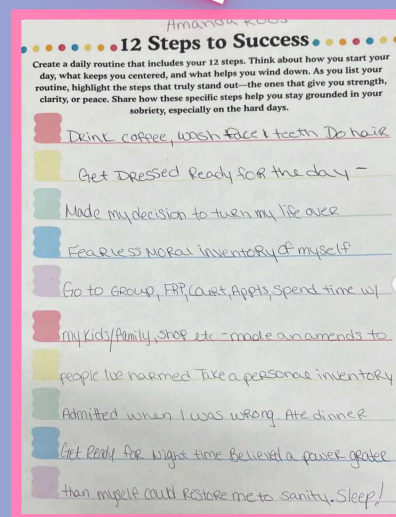 Amanda
12 Steps to Success
Create a daily routine that includes your 12 steps. Think about how you start your
day, what keeps you centered, and what helps you wind down. As you list your
routine, highlight the steps that truly stand out—the ones that give you strength,
clarity, or peace. Share how these specific steps help you stay grounded in your
sobriety, especially on the hard days.
Drink coffee, wash face & teeth Do hair
Get Dressed Ready for the day -
Made my decision to turn my life over
Fearless Moral inventory of myself
Go to Group, FRP, Court, Appts, Spend time w/
my kids/family, shop etc - made an amends to
people Ive harmed Take a personal inventory
Admitted when I was wrong. Ate dinner
Get Ready for Night time Believed a power grater
than myself could Restore me to sanity. Sleep!